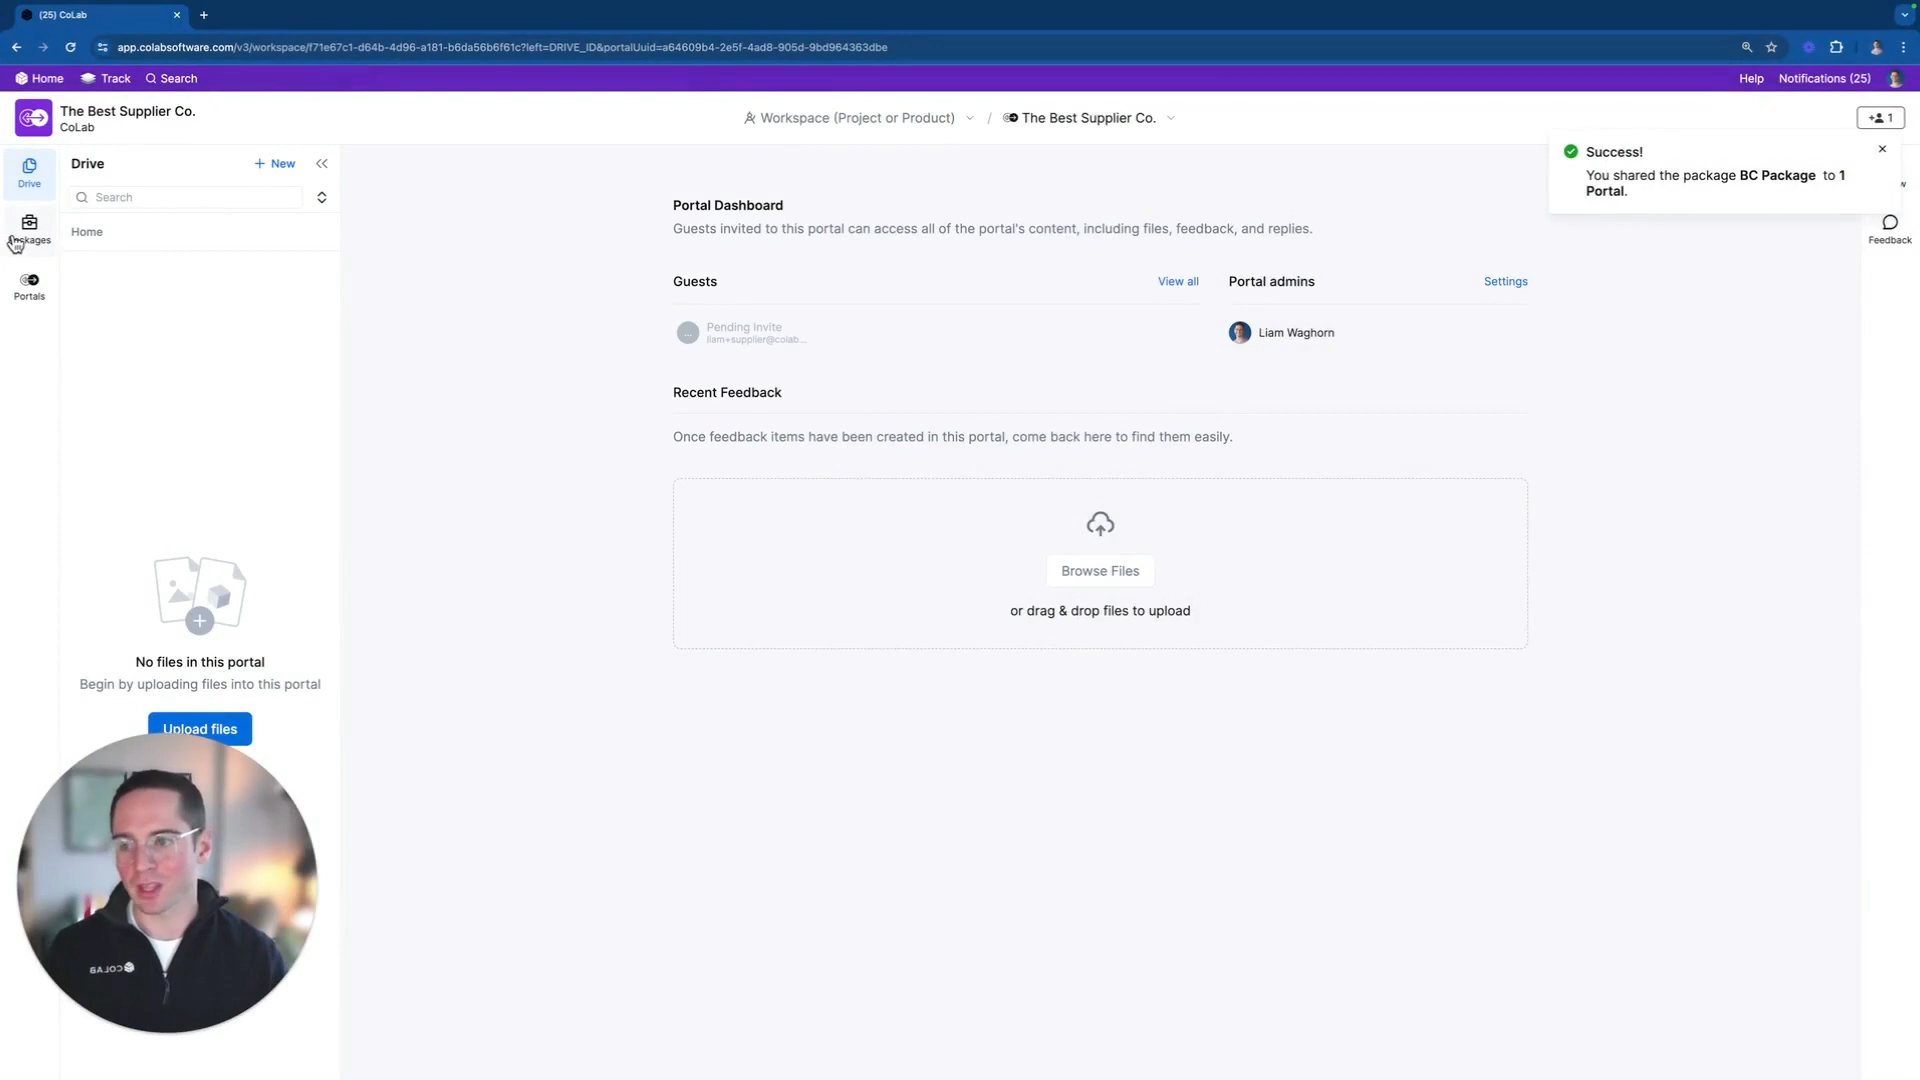 (25) CoLab
app.colabsoftware.com/v3/workspace/f71e67c1-d64b-4d96-a181-b6da56b6f61c?left=DRIVE_ID&portalUuid=a64609b4-2e5f-4ad8-905d-9bd964363dbe
Home Track Search Help Notifications (25)
The Best Supplier Co.
CoLab
Workspace (Project or Product) / The Best Supplier Co.
1
Drive
Drive
+ New
Search
Home
Portals
Success!
You shared the package BC Package to 1
Portal.
Feedback
Portal Dashboard
Guests invited to this portal can access all of the portal's content, including files, feedback, and replies.
Guests View all
Portal admins Settings
Pending Invite
liam+supplier@colab...
Liam Waghorn
Recent Feedback
Once feedback items have been created in this portal, come back here to find them easily.
Browse Files
or drag & drop files to upload
No files in this portal
Begin by uploading files into this portal
Upload files
COLAB